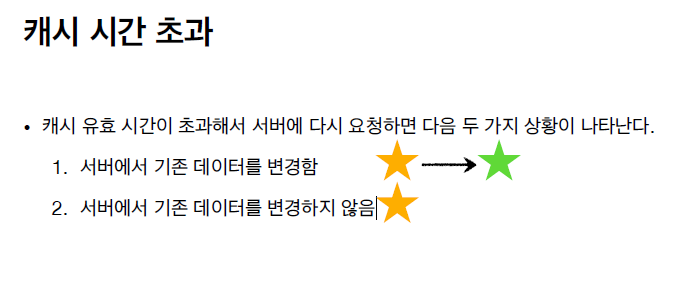 캐시 시간 초과
• 캐시 유효 시간이 초과해서 서버에 다시 요청하면 다음 두 가지 상황이 나타난다.
1. 서버에서 기존 데이터를 변경함
2. 서버에서 기존 데이터를 변경하지 않음